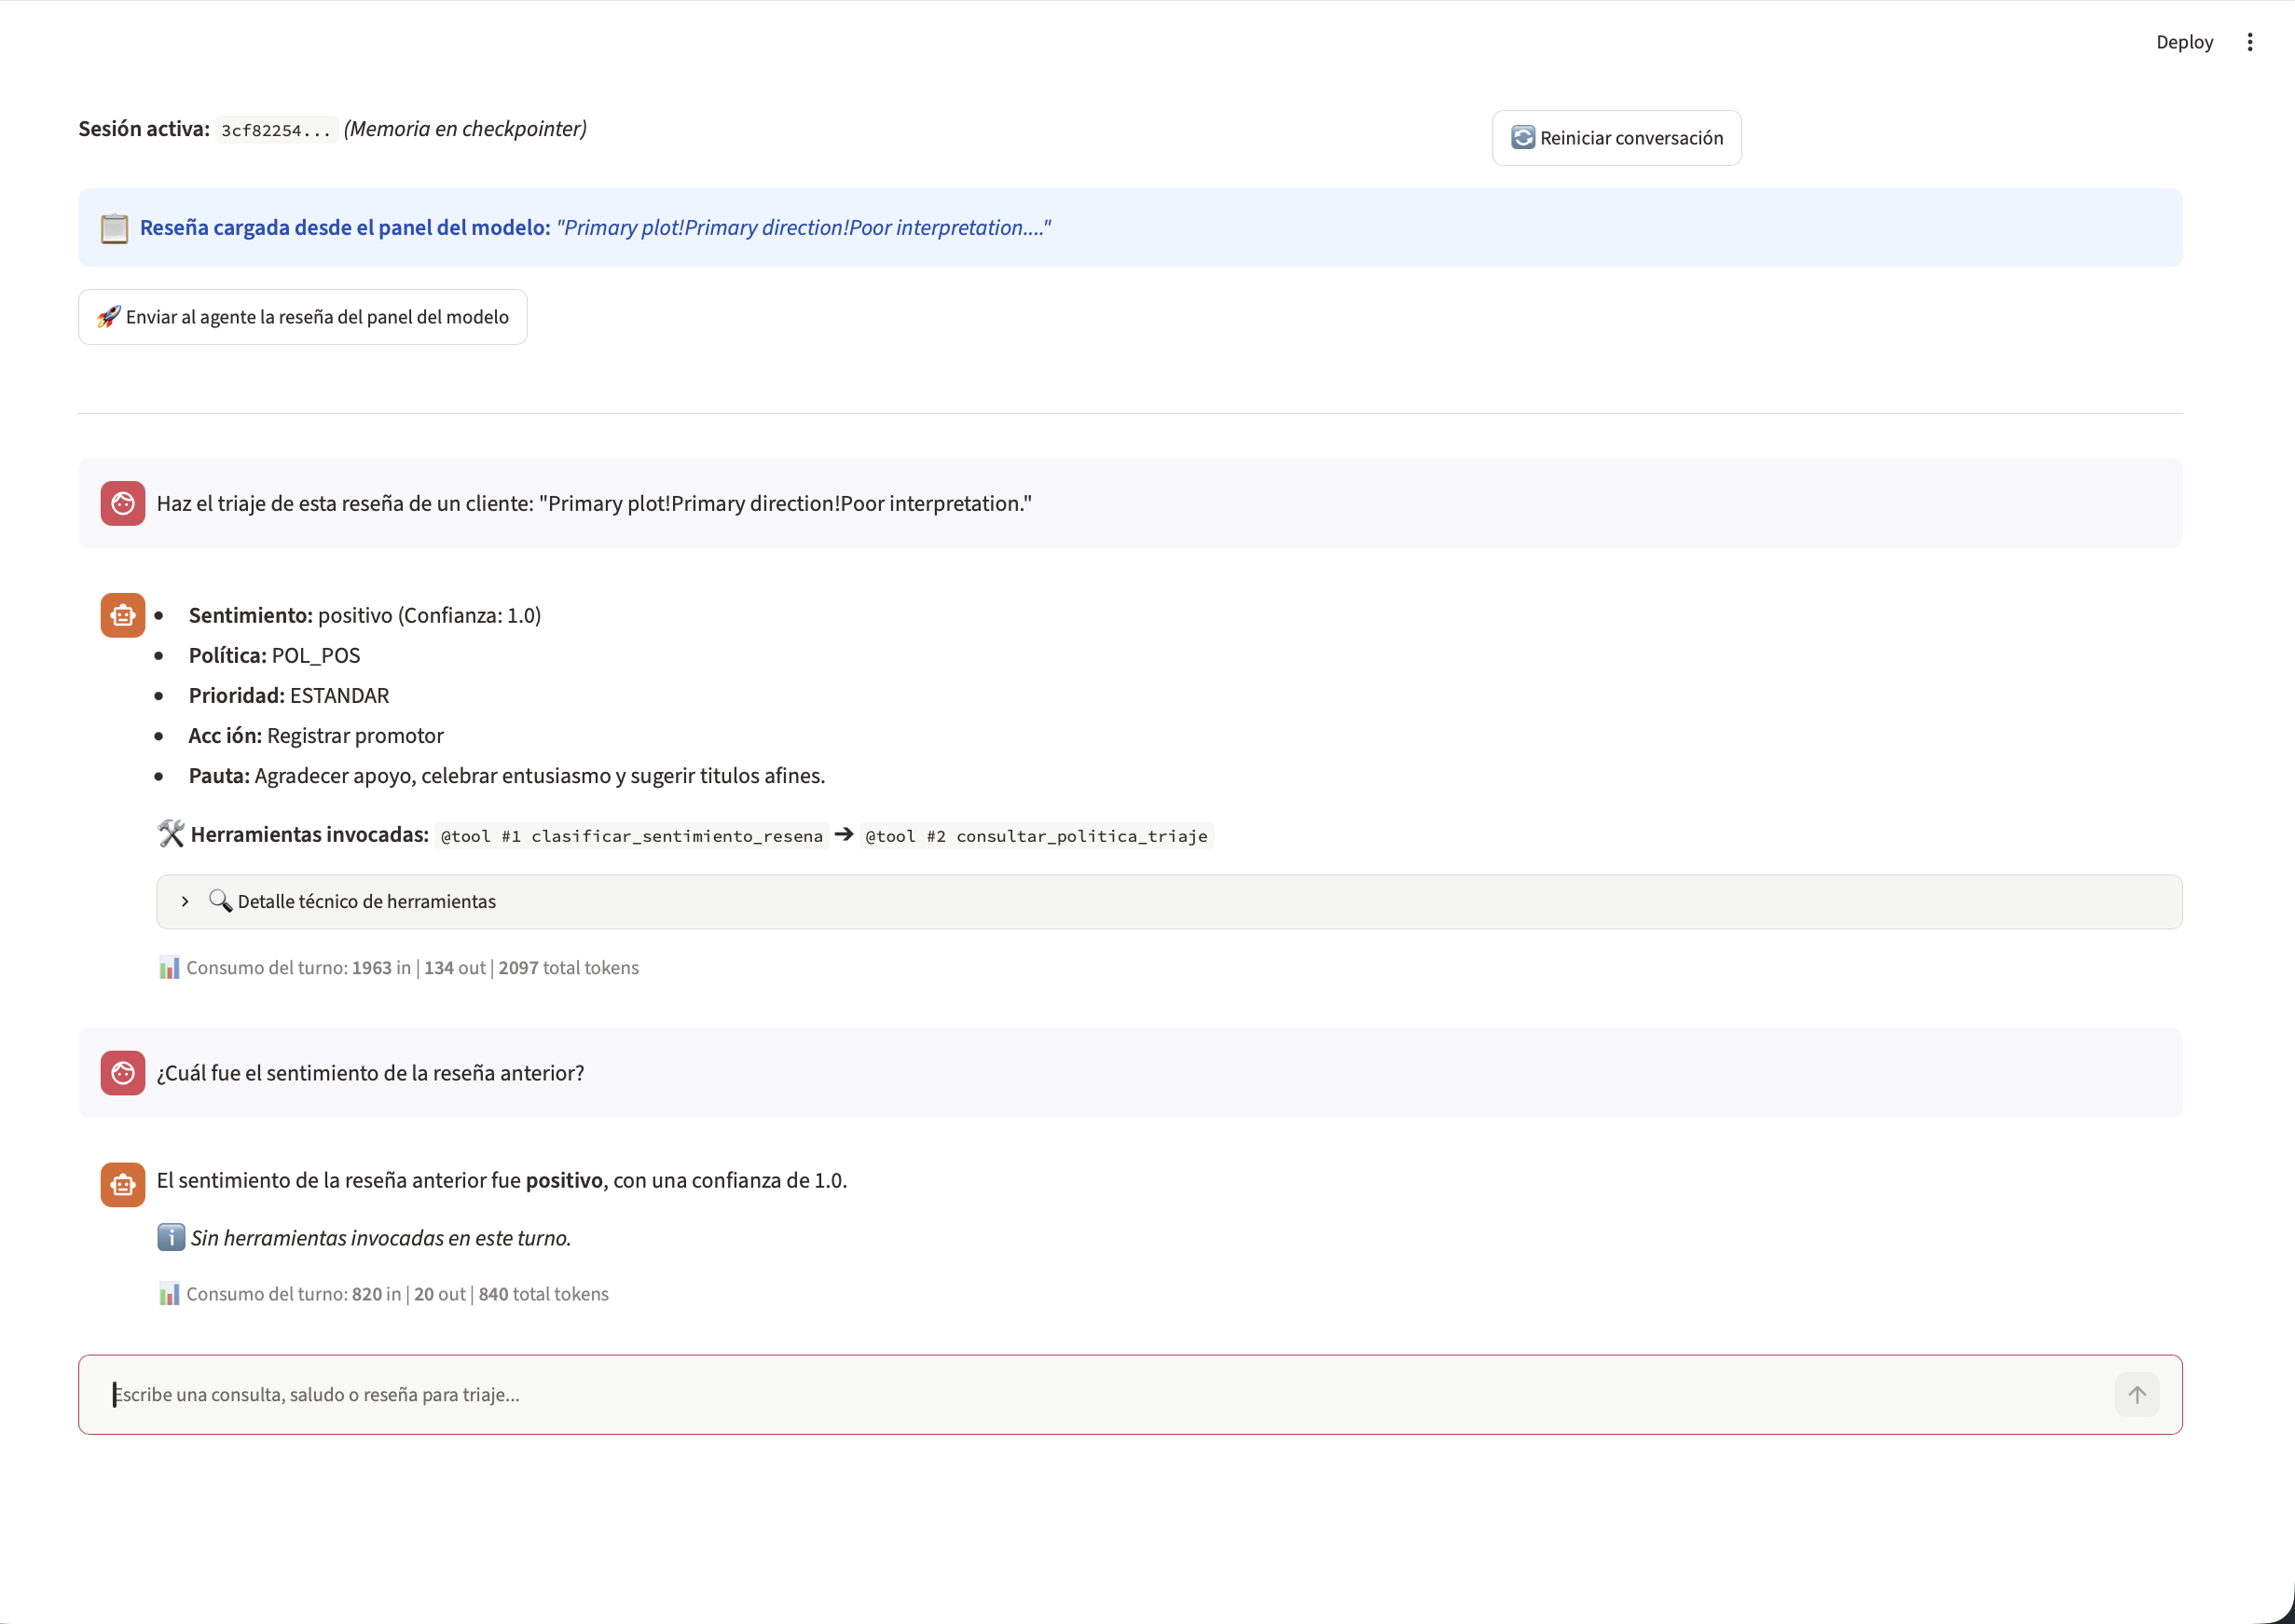 Deploy
Sesión activa: 3cf82254... (Memoria en checkpointer)
Reiniciar conversación
Reseña cargada desde el panel del modelo: "Primary plot!Primary direction!Poor interpretation...."
Enviar al agente la reseña del panel del modelo
Haz el triaje de esta reseña de un cliente: "Primary plot!Primary direction!Poor interpretation."
Sentimiento: positivo (Confianza: 1.0)
Política: POL_POS
Prioridad: ESTANDAR
Acc ión: Registrar promotor
Pauta: Agradecer apoyo, celebrar entusiasmo y sugerir titulos afines.
Herramientas invocadas: @tool #1 clasificar_sentimiento_resena → @tool #2 consultar_politica_triaje
Detalle técnico de herramientas
Consumo del turno: 1963 in | 134 out | 2097 total tokens
¿Cuál fue el sentimiento de la reseña anterior?
El sentimiento de la reseña anterior fue positivo, con una confianza de 1.0.
Sin herramientas invocadas en este turno.
Consumo del turno: 820 in | 20 out | 840 total tokens
Escribe una consulta, saludo o reseña para triaje...